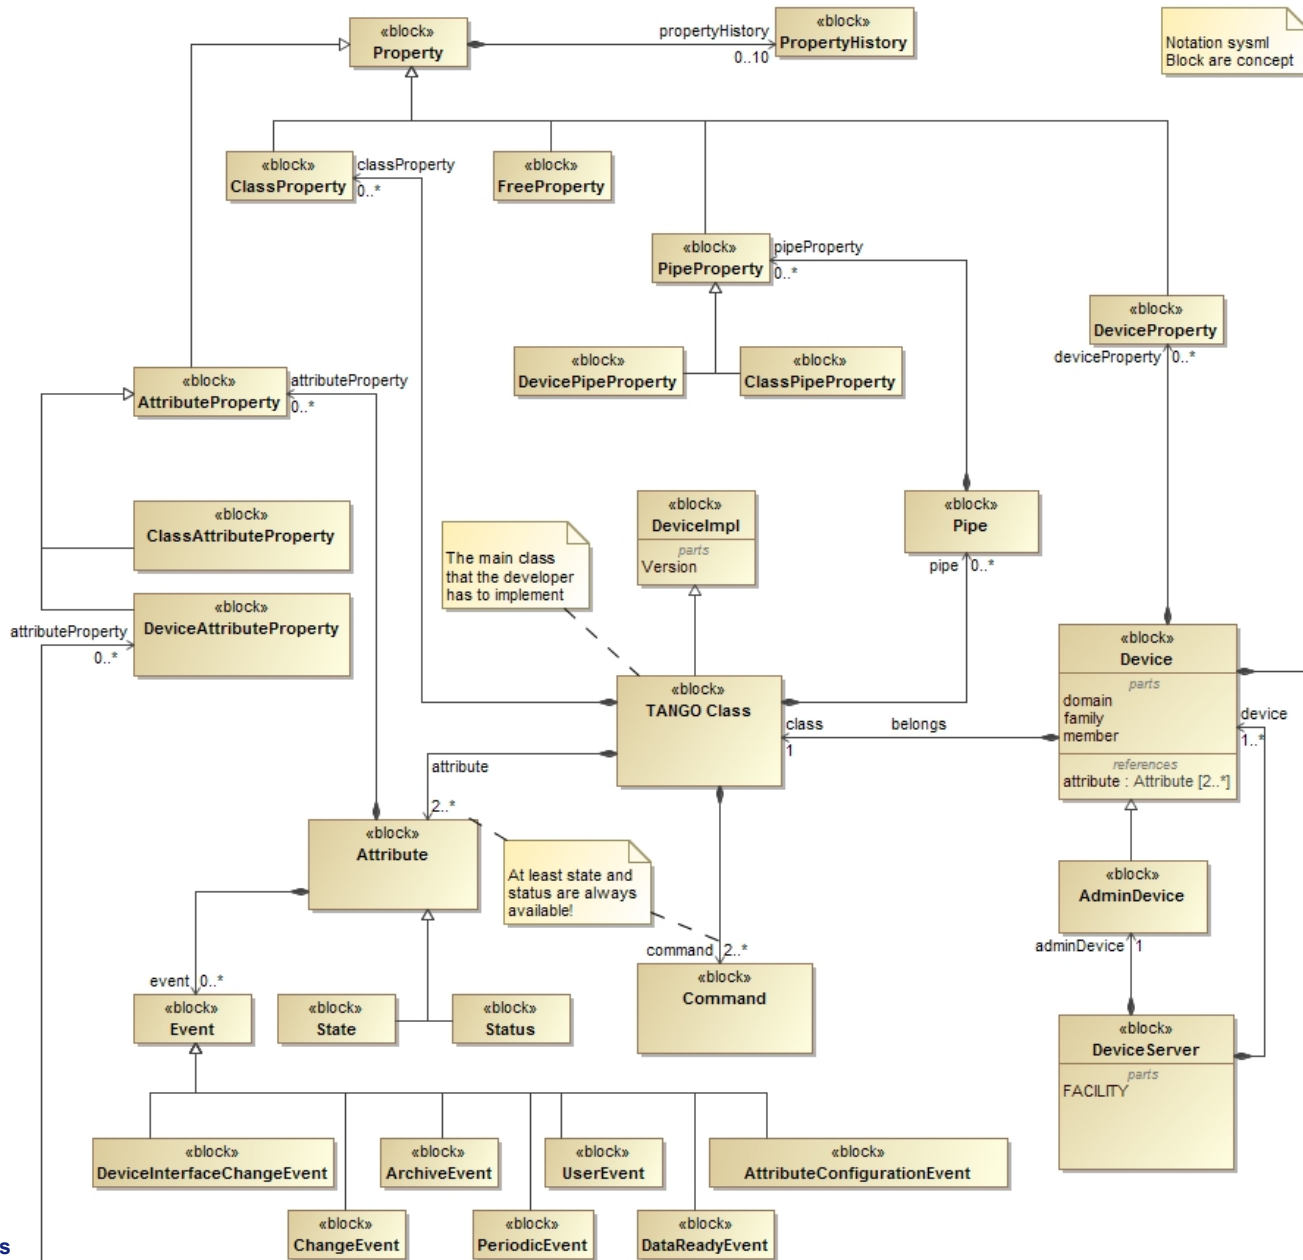 «block»
Property
propertyHistory
0..10
«block»
PropertyHistory
Notation sysml
Block are concept
«block»
ClassProperty
classProperty
0..*
«block»
FreeProperty
«block»
PipeProperty
pipeProperty
0..*
«block»
DeviceProperty
deviceProperty
0..*
«block»
DevicePipeProperty
«block»
ClassPipeProperty
«block»
AttributeProperty
attributeProperty
0..*
«block»
ClassAttributeProperty
«block»
DeviceAttributeProperty
attributeProperty
0..*
The main class
that the developer
has to implement
«block»
DeviceImpl
parts
Version
«block»
Pipe
pipe
0..*
«block»
TANGO Class
class
1
belongs
«block»
Device
parts
domain
family
member
references
attribute : Attribute [2..*]
device
1..*
attribute
2..*
«block»
Attribute
At least state and
status are always
available!
«block»
AdminDevice
adminDevice
1
command
2..*
«block»
Command
event
0..*
«block»
Event
«block»
State
«block»
Status
«block»
DeviceServer
parts
FACILITY
«block»
DeviceInterfaceChangeEvent
«block»
ArchiveEvent
«block»
UserEvent
«block»
AttributeConfigurationEvent
«block»
ChangeEvent
«block»
PeriodicEvent
«block»
DataReadyEvent
s